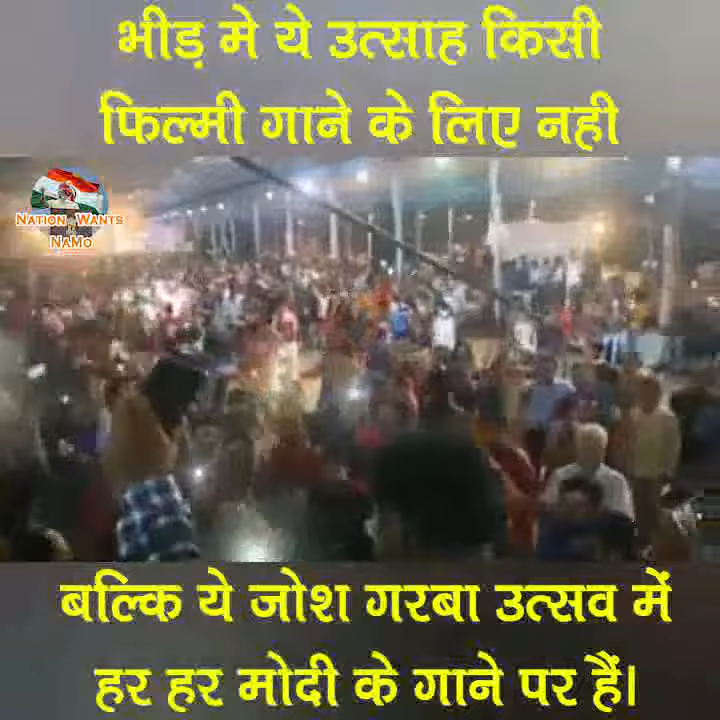 भीड़ मे ये उत्साह किसी
फिल्मी गाने के लिए नही
NATION WANTS
NAMO
बल्कि ये जोश गरबा उत्सव में
हर हर मोदी के गाने पर हैं।